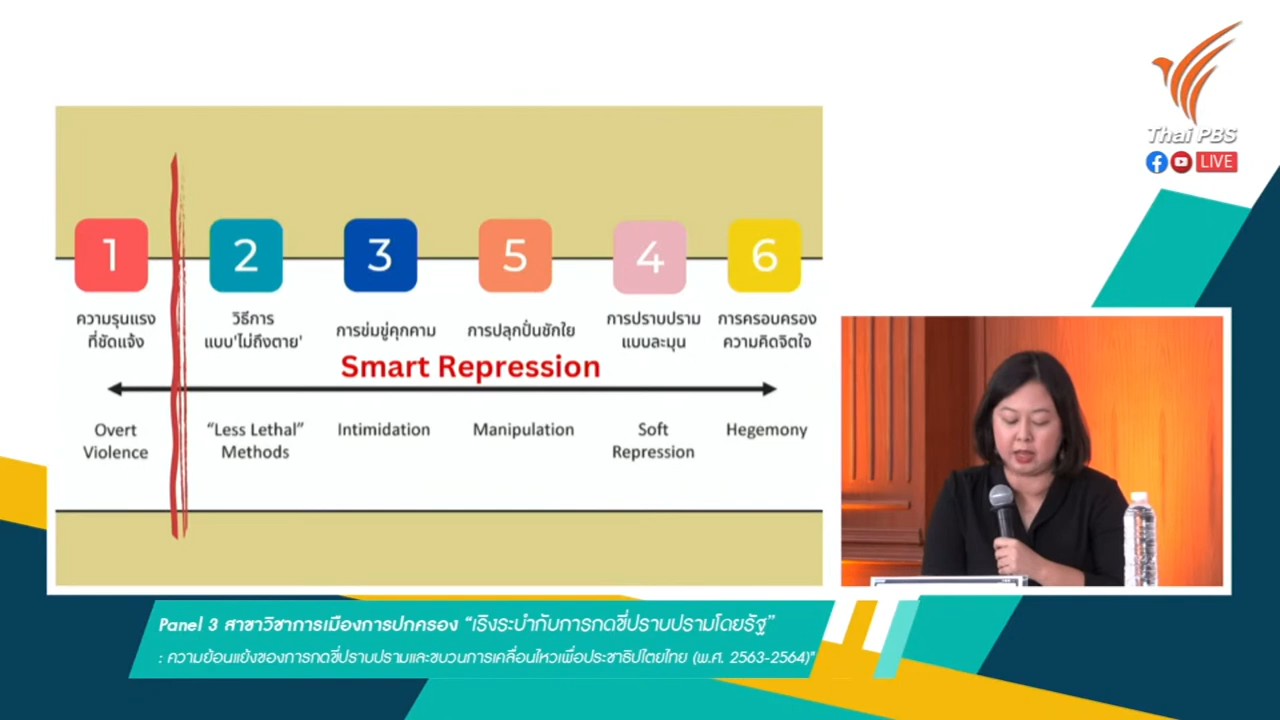 Thai PBS
LIVE
1
2
3
5
4
6
ความรุนแรง
ที่ชัดแจ้ง
วิธีการ
แบบ'ไม่ถึงตาย'
การข่มขู่คุกคาม
การปลุกปั่นชักใย
การปราบปราม
แบบละมุน
การครอบครอง
ความคิดจิตใจ
Smart Repression
Overt
Violence
"Less Lethal"
Methods
Intimidation
Manipulation
Soft
Repression
Hegemony
Panel 3 สาขาวิชาการเมืองการปกครอง “เริงระบำกับการกดขี่ปราบปรามโดยรัฐ”
: ความย้อนแย้งของการกดขี่ปราบปรามและขบวนการเคลื่อนไหวเพื่อประชาธิปไตยไทย (พ.ศ. 2563-2564)"